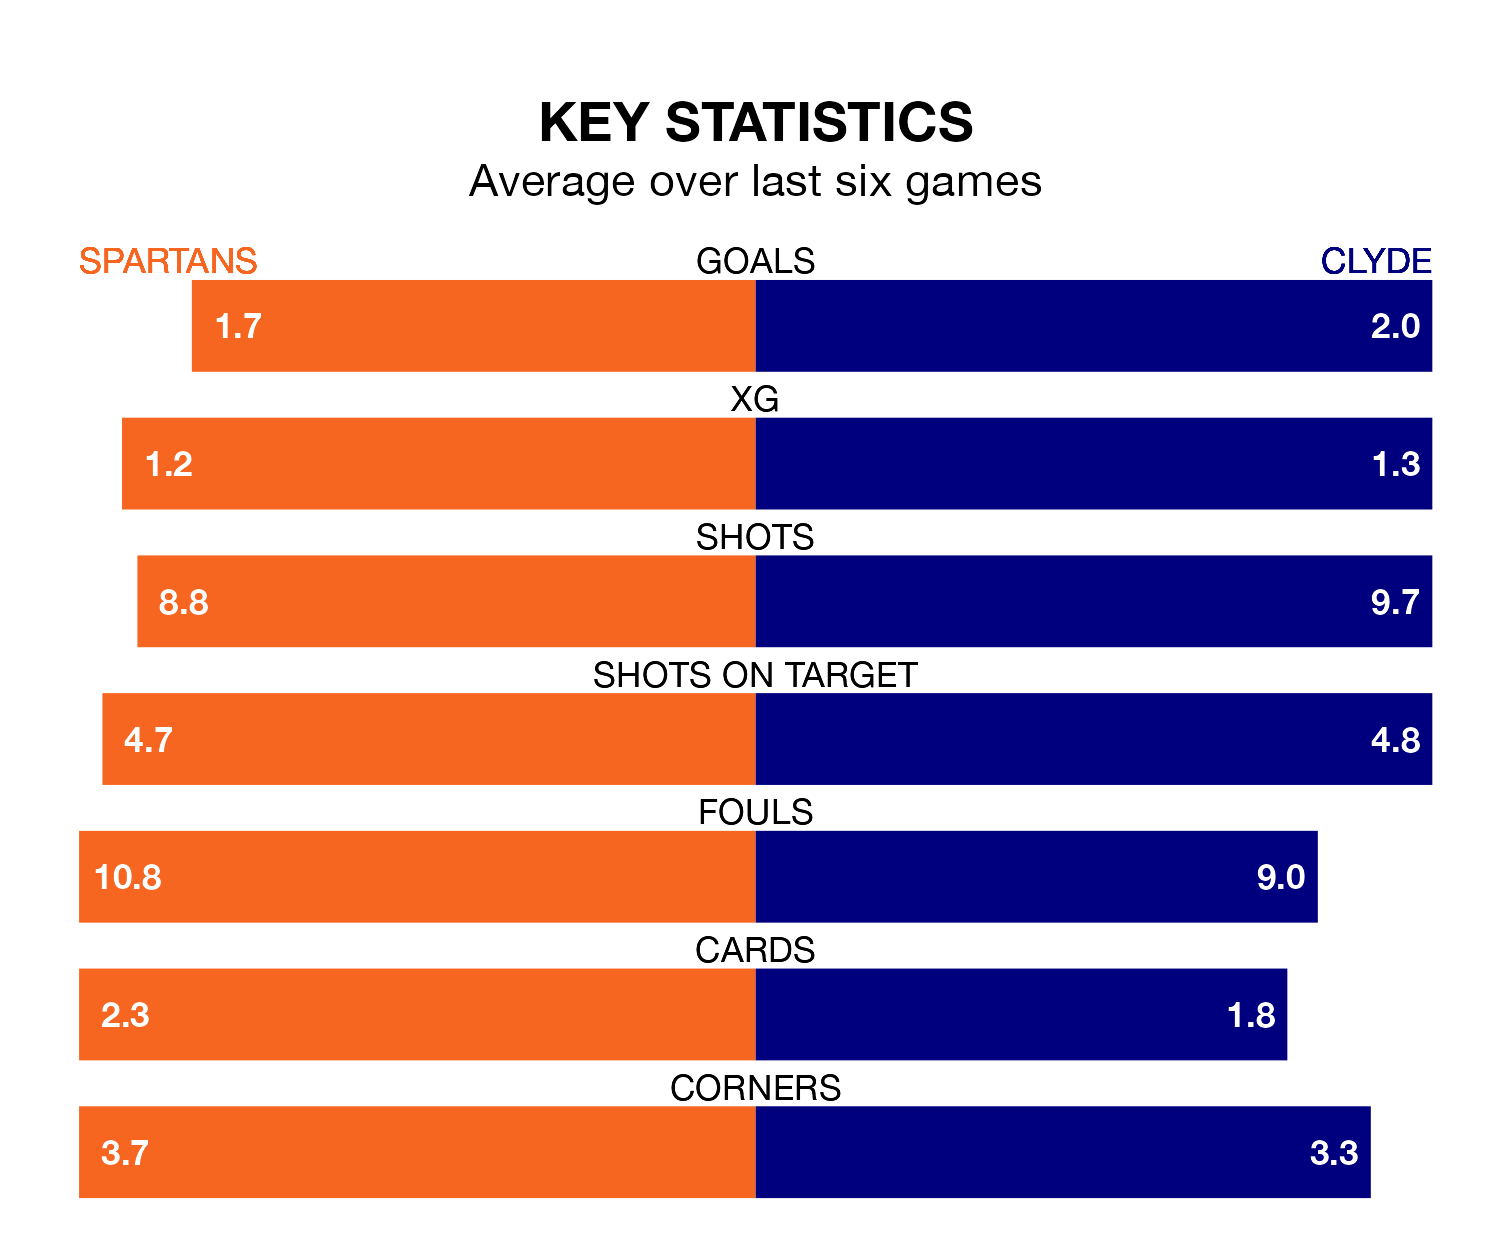 KEY STATISTICS
Average over last six games
SPARTANS GOALS CLYDE
1.7 2.0
XG
1.2 1.3
SHOTS
8.8 9.7
SHOTS ON TARGET
4.7 4.8
FOULS
10.8 9.0
CARDS
2.3 1.8
CORNERS
3.7 3.3